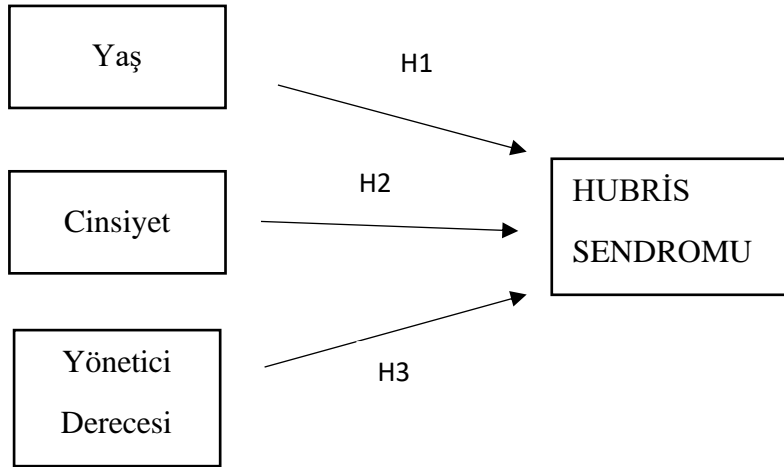 Yaş
H1
Cinsiyet
H2
HUBRİS
SENDROMU
Yönetici
Derecesi
H3